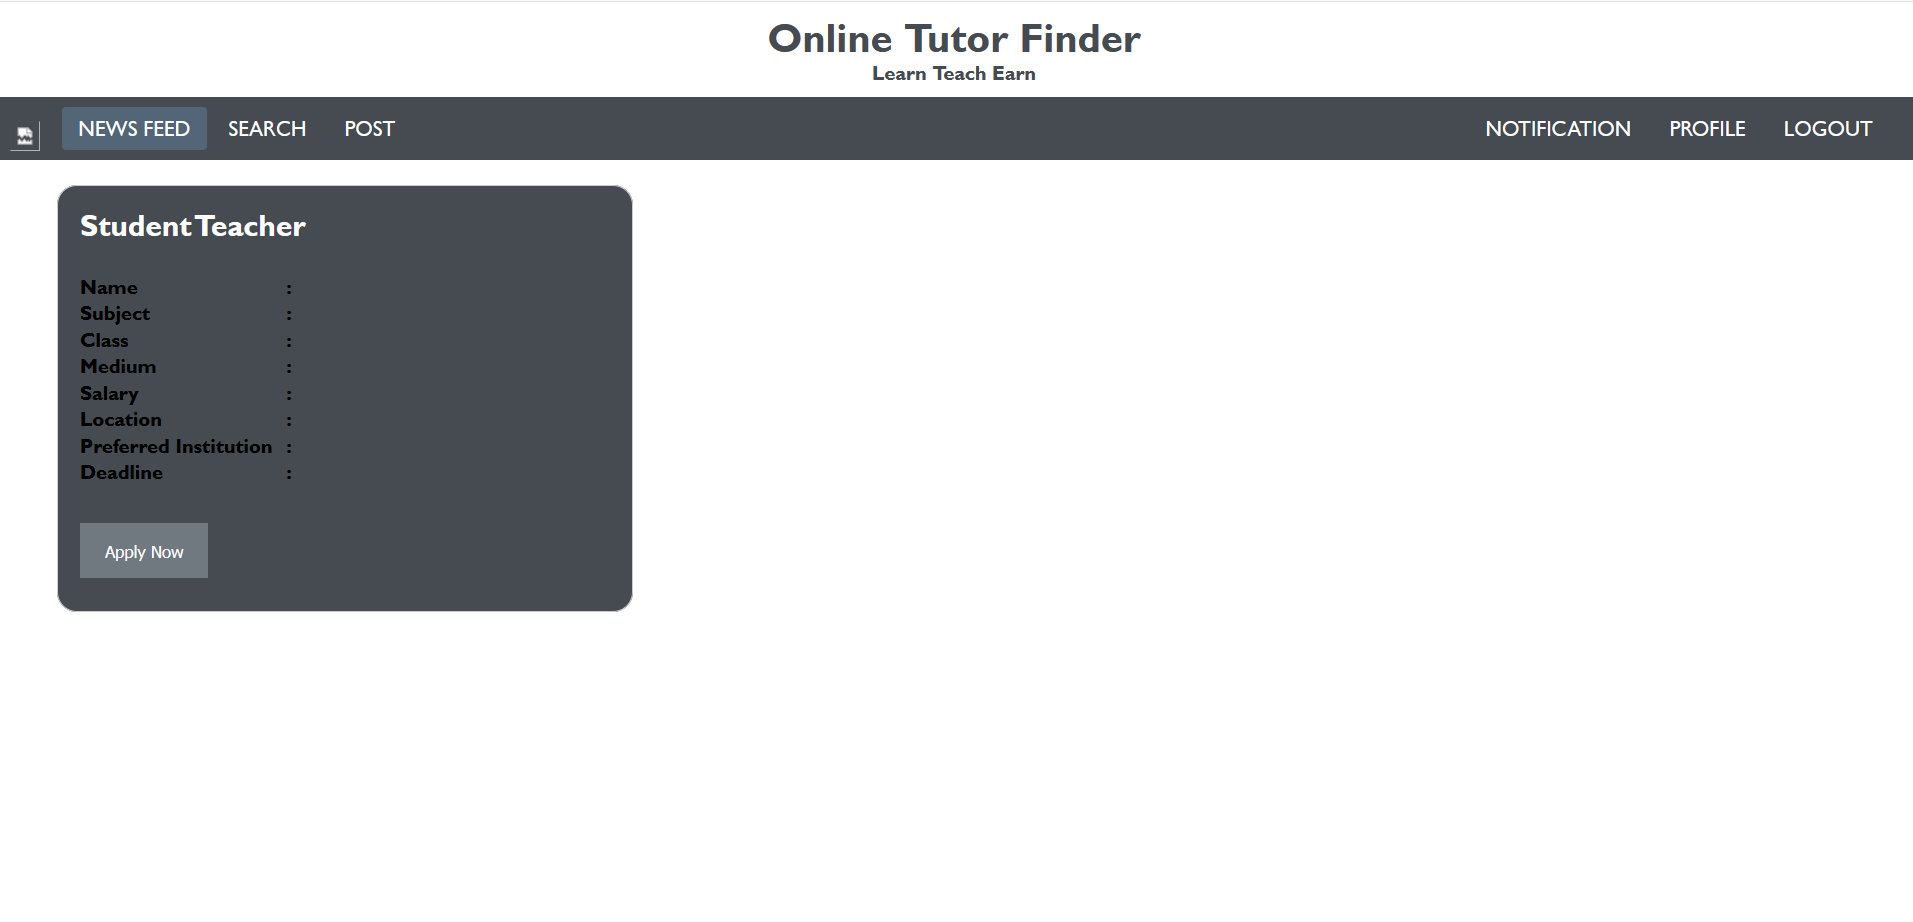 Online Tutor Finder
Learn Teach Earn
NEWS FEED SEARCH POST NOTIFICATION PROFILE LOGOUT
Student Teacher
Name :
Subject :
Class :
Medium :
Salary :
Location :
Preferred Institution :
Deadline :
Apply Now